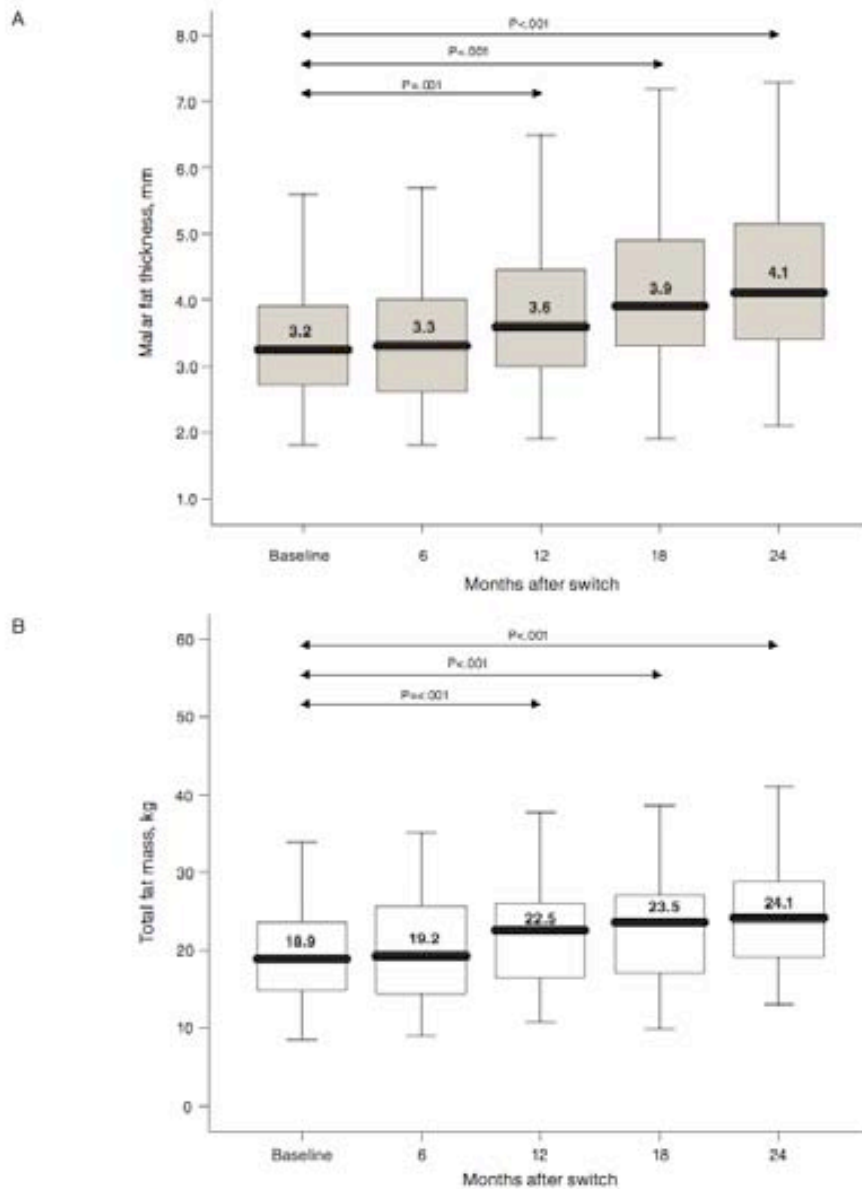 A
P<.001
P<.001
P=.001
8.0
7.0
6.0
5.0
4.0
3.0
2.0
1.0
Malar fat thickness, mm
3.2
3.3
3.6
3.9
4.1
Baseline 6 12 18 24
Months after switch
B
P<.001
P<.001
P=<.001
60
50
40
30
20
10
0
Total fat mass, kg
18.9
19.2
22.5
23.5
24.1
Baseline 6 12 18 24
Months after switch